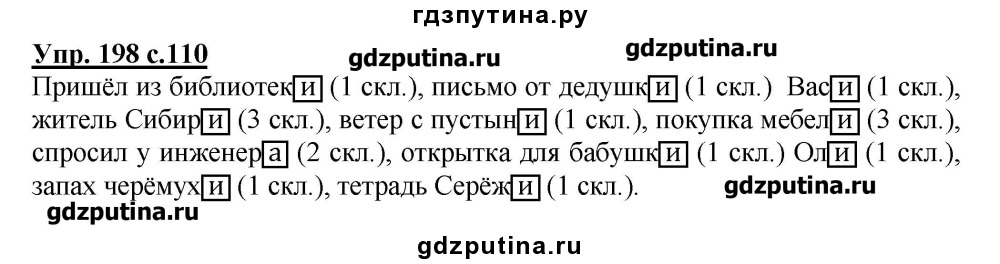 гдзпутина.ру
Упр. 198 с.110
gdzputina.ru
gdzputina.ru
Пришёл из библиотеки (1 скл.), письмо от дедушки (1 скл.) Васи (1 скл.),
житель Сибири (3 скл.), ветер с пустыни (1 скл.), покупка мебели (3 скл.),
спросил у инженера (2 скл.), открытка для бабушки (1 скл.) Оли (1 скл.),
запах черёмухи (1 скл.), тетрадь Серёжи (1 скл.).
gdzputina.ru
gdzputina.ru
gdzputina.ru